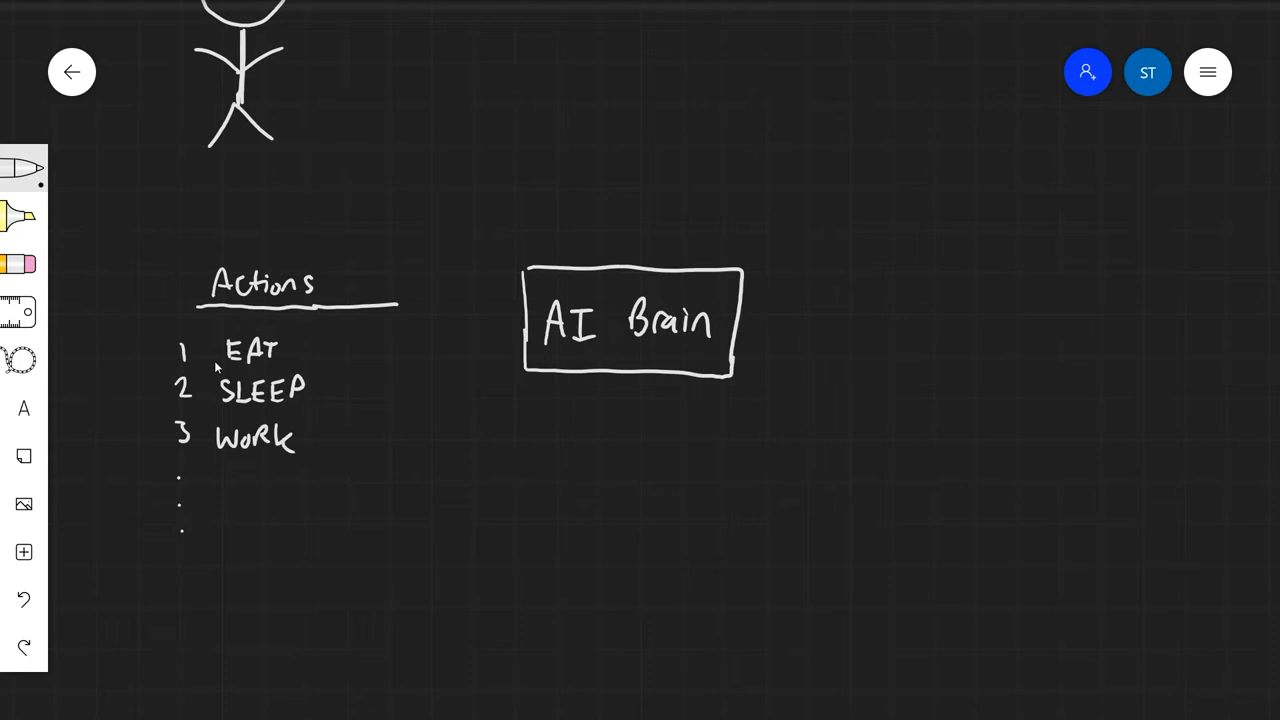 ST
Actions
AI Brain
1 EAT
2 SLEEP
3 WORK
.
.
.
A